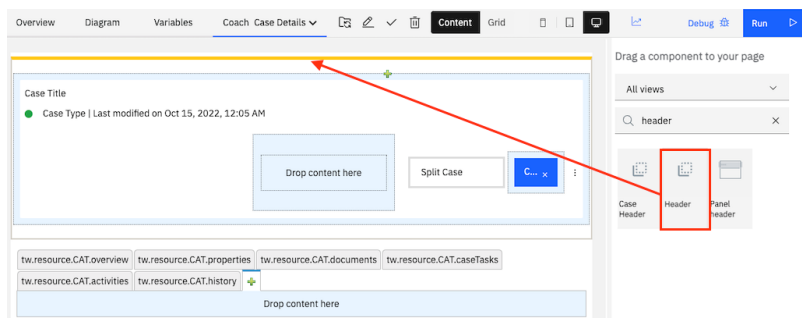 Overview Diagram Variables Coach Case Details Content Grid Debug Run
Drag a component to your page
All views
header
Case Title
Case Type | Last modified on Oct 15, 2022, 12:05 AM
Drop content here Split Case C... x
Case Header Header Panel header
tw.resource.CAT.overview tw.resource.CAT.properties tw.resource.CAT.documents tw.resource.CAT.caseTasks
tw.resource.CAT.activities tw.resource.CAT.history
Drop content here